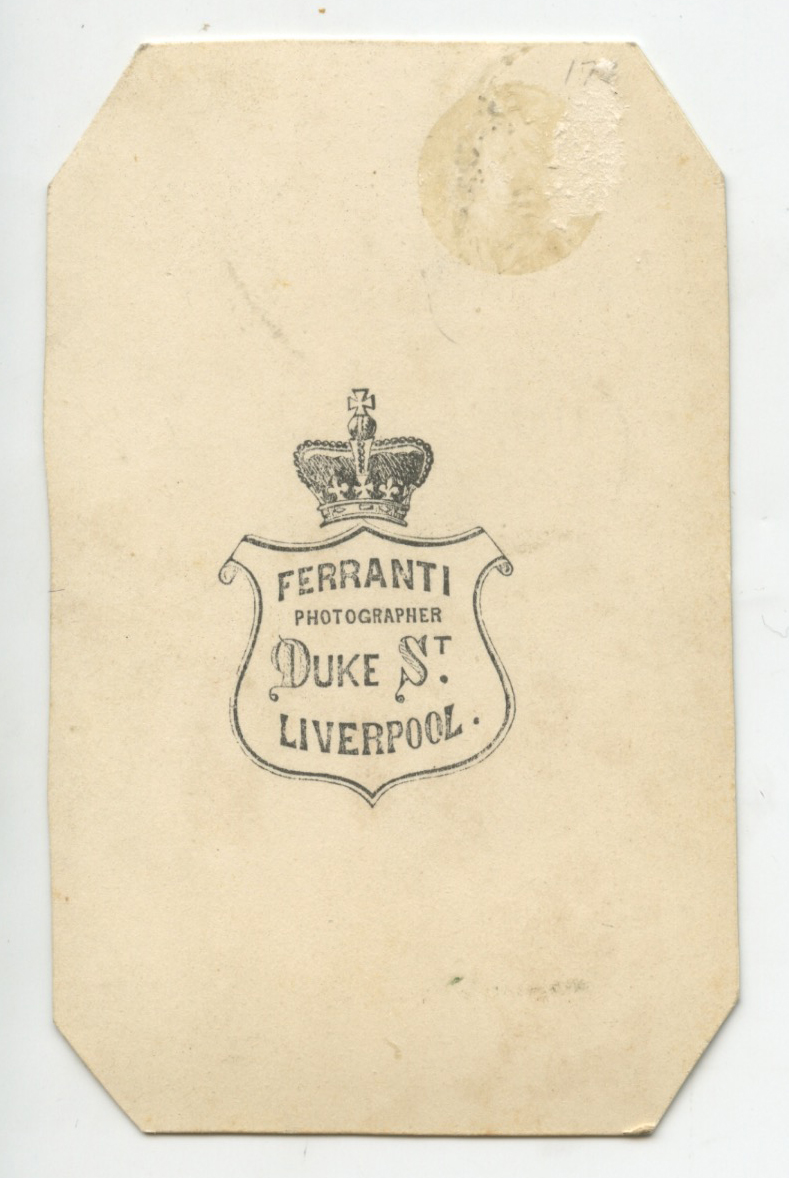 FERRANTI
PHOTOGRAPHER
DUKE ST.
LIVERPOOL.